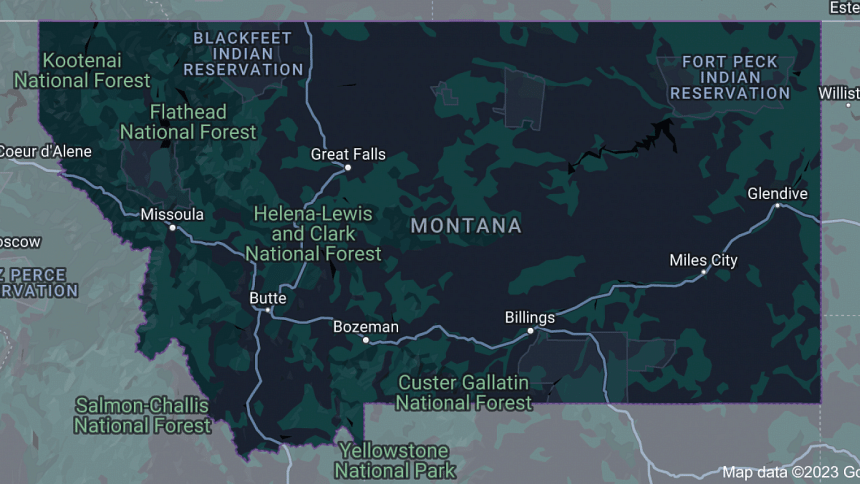 Este
BLACKFEET
INDIAN
RESERVATION
Kootenai
National Forest
FORT PECK
INDIAN
RESERVATION
Willist
Flathead
National Forest
Coeur d'Alene
Great Falls
Glendive
Missoula
Helena-Lewis
and Clark
National Forest
MONTANA
oscow
Miles City
Z PERCE
RVATION
Butte
Bozeman
Billings
Custer Gallatin
National Forest
Salmon-Challis
National Forest
Yellowstone
National Park
Map data ©2023 Go